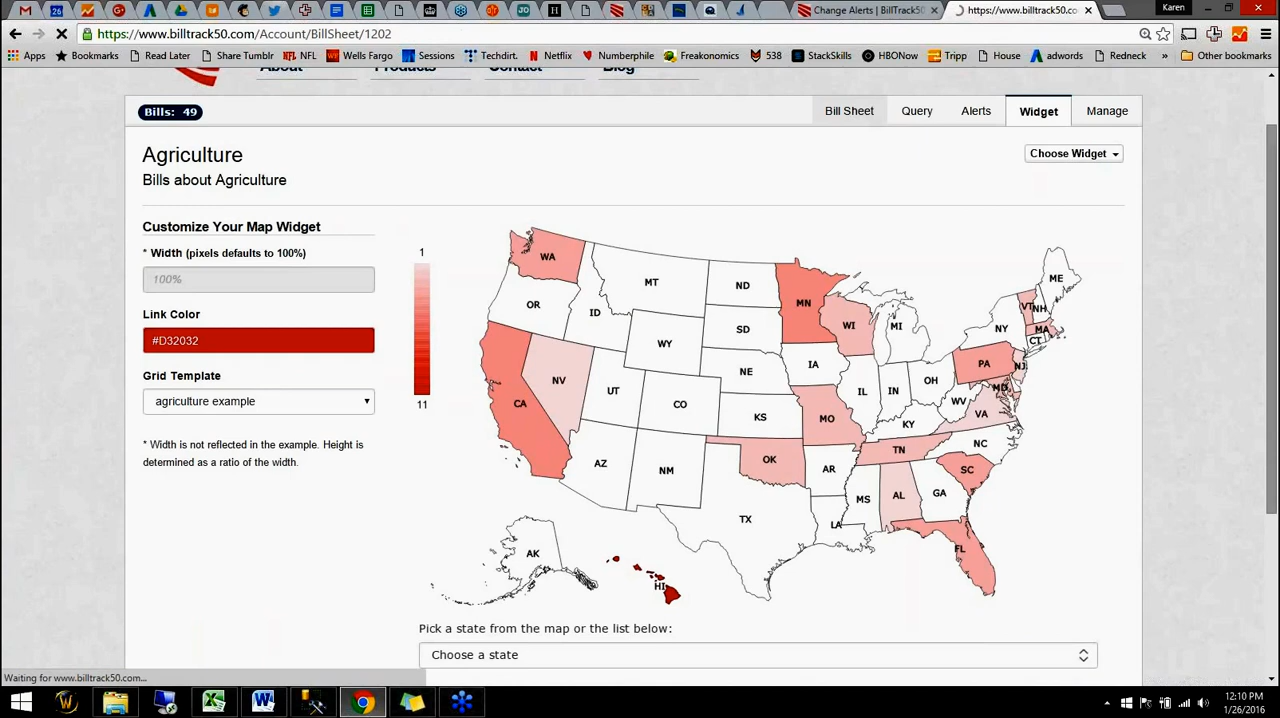 Change Alerts | BillTrack50
https://www.billtrack50.co
Karen
https://www.billtrack50.com/Account/BillSheet/1202
Apps
Bookmarks
Read Later
Share Tumblr
NFL
Wells Fargo
Sessions
Techdirt.
Netflix
Numberphile
Freakonomics
538
StackSkills
HBONow
Tripp
House
adwords
Redneck
»
Other bookmarks
About
Products
Contact
Blog
Bills: 49
Bill Sheet
Query
Alerts
Widget
Manage
Agriculture
Choose Widget
Bills about Agriculture
Customize Your Map Widget
* Width (pixels defaults to 100%)
100%
Link Color
#D32032
Grid Template
agriculture example
* Width is not reflected in the example. Height is
determined as a ratio of the width.
1
11
WA
MT
ND
MN
ME
OR
ID
SD
WI
MI
VT
NH
NY
MA
CT
WY
IA
PA
NJ
NV
UT
NE
IL
IN
OH
MD
CA
CO
KS
MO
WV
VA
KY
NC
AZ
NM
OK
AR
TN
SC
MS
AL
GA
TX
LA
FL
AK
HI
Pick a state from the map or the list below:
Choose a state
Waiting for www.billtrack50.com...
12:10 PM
1/26/2016